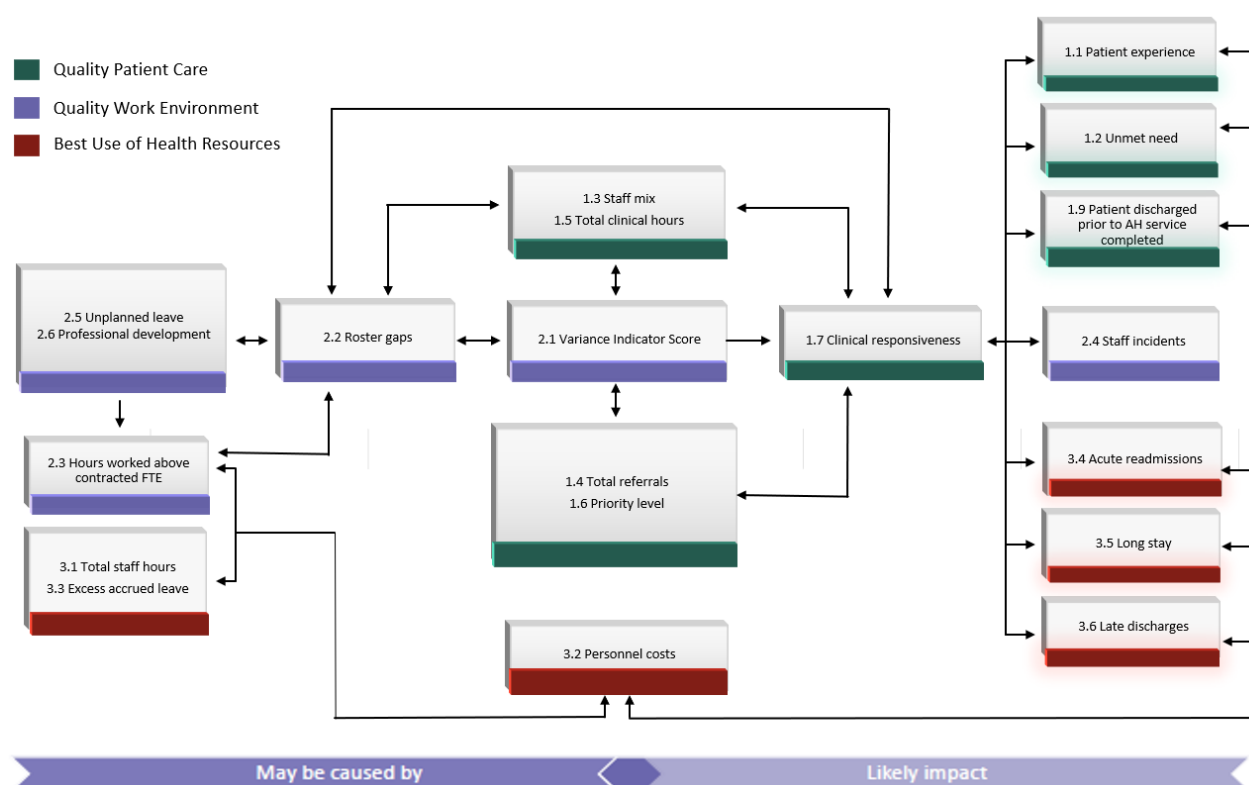 Quality Patient Care
Quality Work Environment
Best Use of Health Resources
2.5 Unplanned leave
2.6 Professional development
2.3 Hours worked above
contracted FTE
3.1 Total staff hours
3.3 Excess accrued leave
2.2 Roster gaps
1.3 Staff mix
1.5 Total clinical hours
2.1 Variance Indicator Score
1.4 Total referrals
1.6 Priority level
3.2 Personnel costs
1.7 Clinical responsiveness
1.1 Patient experience
1.2 Unmet need
1.9 Patient discharged
prior to AH service
completed
2.4 Staff incidents
3.4 Acute readmissions
3.5 Long stay
3.6 Late discharges
May be caused by
Likely impact